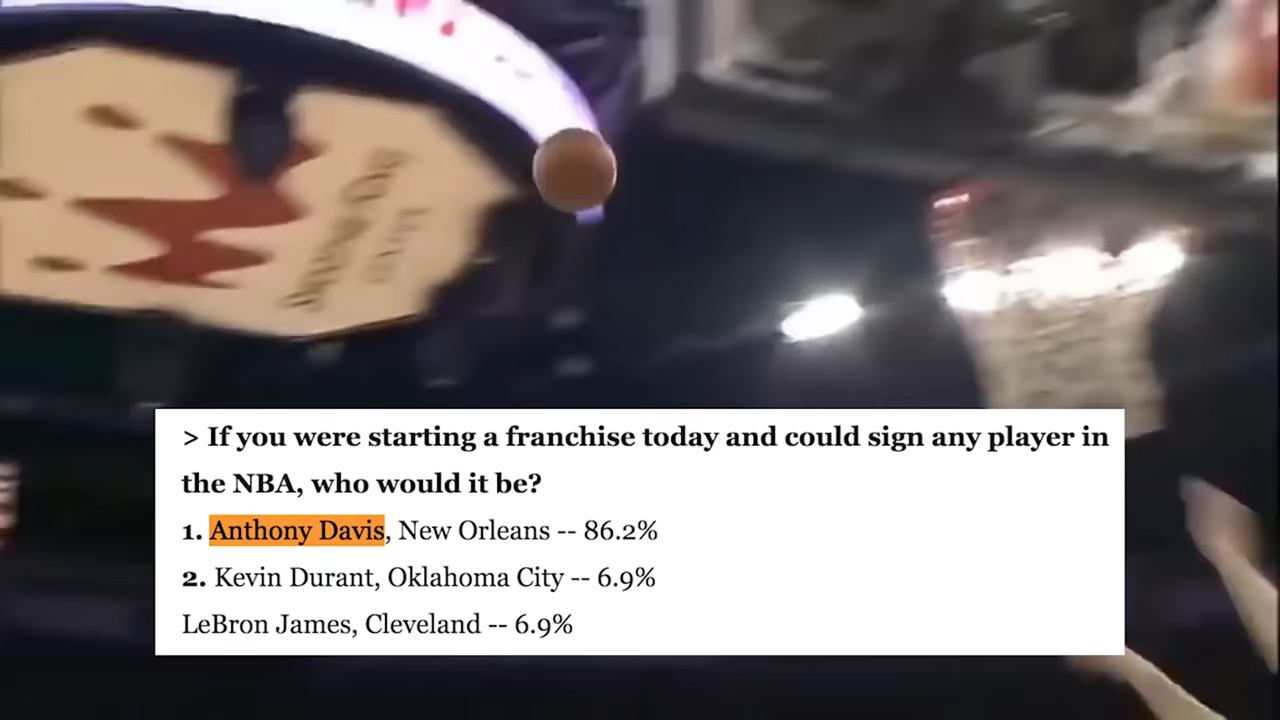 > If you were starting a franchise today and could sign any player in
the NBA, who would it be?
1. Anthony Davis, New Orleans -- 86.2%
2. Kevin Durant, Oklahoma City -- 6.9%
LeBron James, Cleveland -- 6.9%